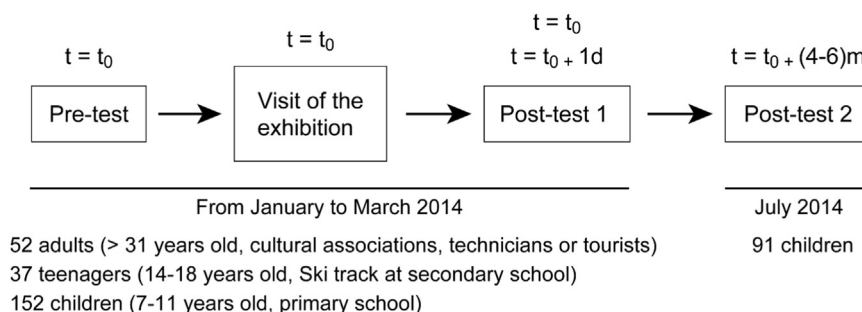 t = t0
t = t0
t = t0
t = t0 + 1d
t = t0 + (4-6)m
Pre-test
Visit of the
exhibition
Post-test 1
Post-test 2
From January to March 2014
July 2014
52 adults (> 31 years old, cultural associations, technicians or tourists)
91 children
37 teenagers (14-18 years old, Ski track at secondary school)
152 children (7-11 years old, primary school)